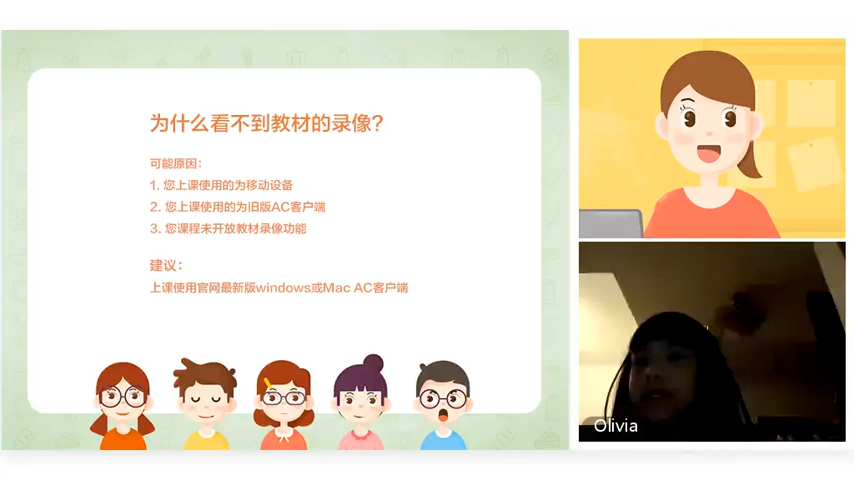 为什么看不到教材的录像？
可能原因：
1. 您上课使用的为移动设备
2. 您上课使用的为旧版AC客户端
3. 您课程未开放教材录像功能
建议：
上课使用官网最新版windows或Mac AC客户端
Olivia